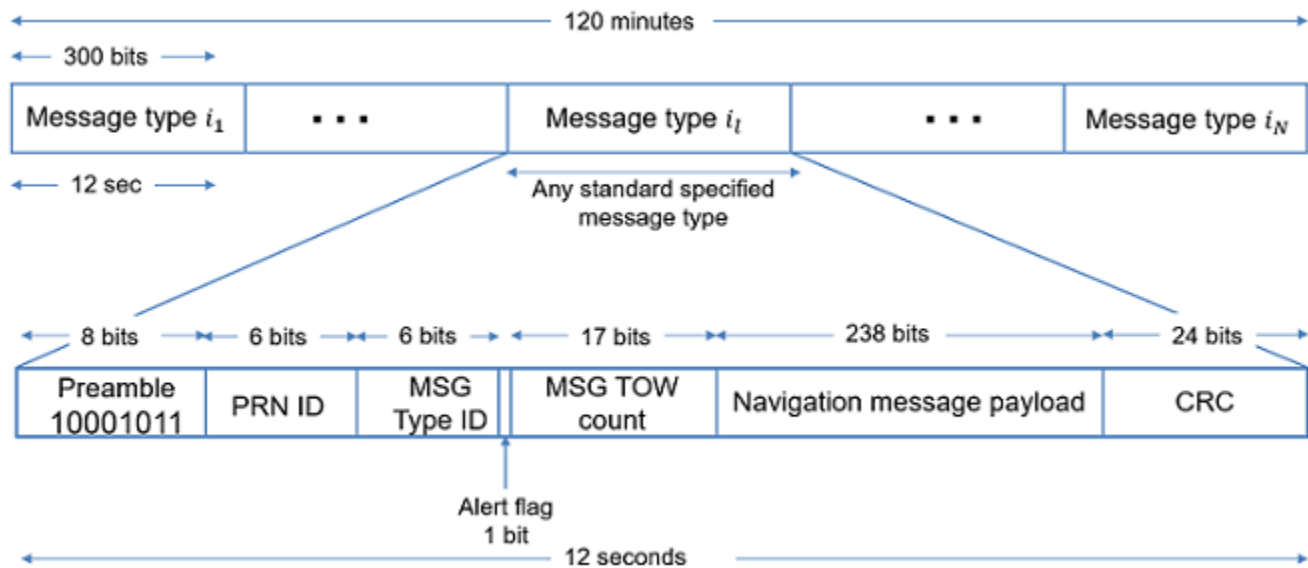 120 minutes
300 bits
Message type i₁
. . .
Message type iₗ
. . .
Message type i_N
12 sec
Any standard specified
message type
8 bits
6 bits
6 bits
17 bits
238 bits
24 bits
Preamble
10001011
PRN ID
MSG
Type ID
MSG TOW
count
Navigation message payload
CRC
Alert flag
1 bit
12 seconds